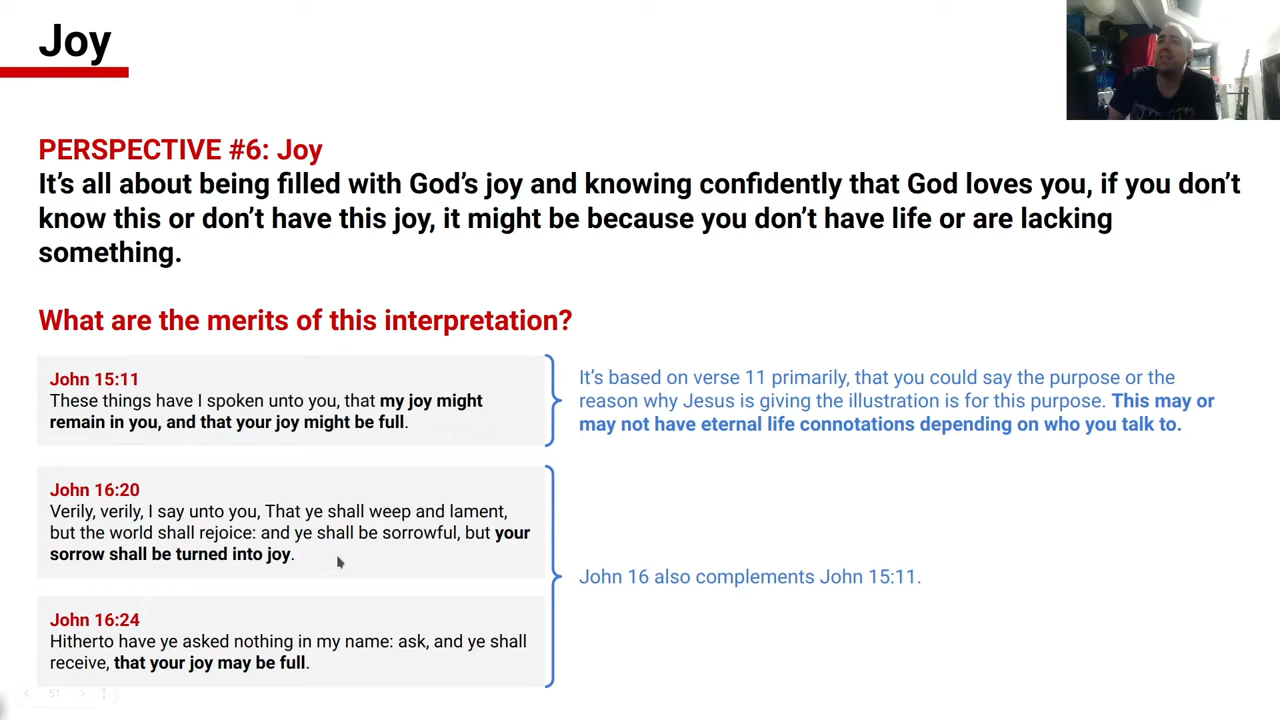 Joy
PERSPECTIVE #6: Joy
It’s all about being filled with God’s joy and knowing confidently that God loves you, if you don’t
know this or don’t have this joy, it might be because you don’t have life or are lacking
something.
What are the merits of this interpretation?
John 15:11
These things have I spoken unto you, that my joy might
remain in you, and that your joy might be full.
It’s based on verse 11 primarily, that you could say the purpose or the
reason why Jesus is giving the illustration is for this purpose. This may or
may not have eternal life connotations depending on who you talk to.
John 16:20
Verily, verily, I say unto you, That ye shall weep and lament,
but the world shall rejoice: and ye shall be sorrowful, but your
sorrow shall be turned into joy.
John 16 also complements John 15:11.
John 16:24
Hitherto have ye asked nothing in my name: ask, and ye shall
receive, that your joy may be full.
51